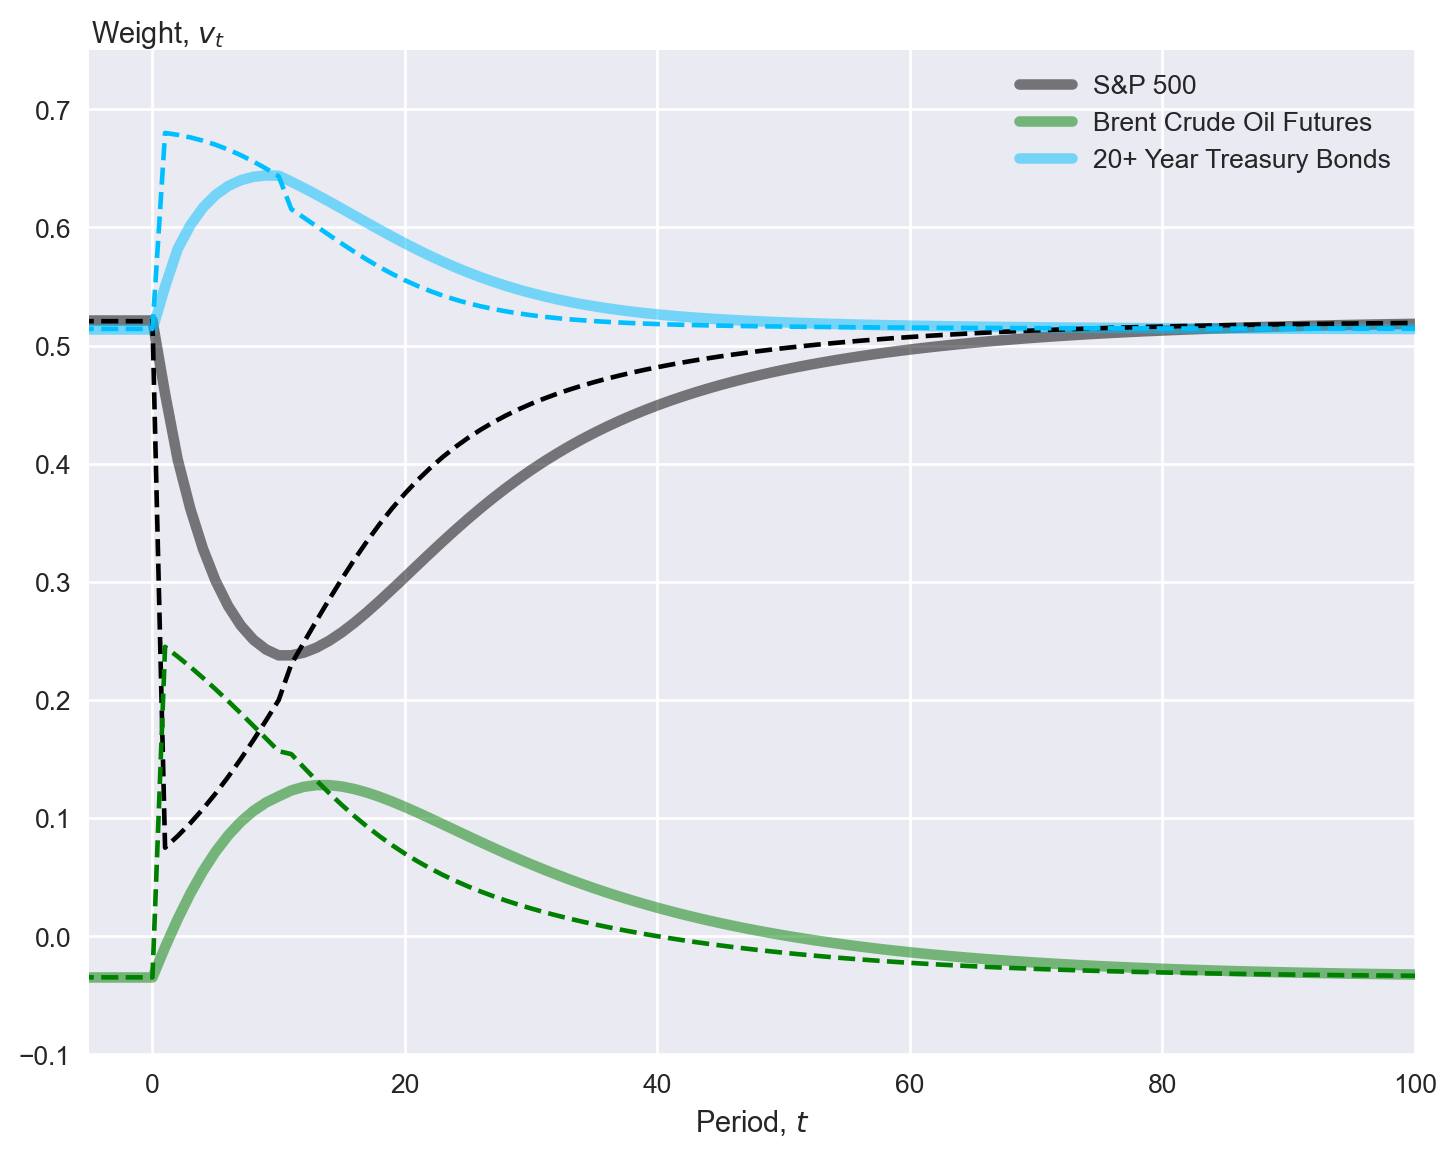 Weight, v_t
S&P 500
Brent Crude Oil Futures
20+ Year Treasury Bonds
0.7
0.6
0.5
0.4
0.3
0.2
0.1
0.0
−0.1
0 20 40 60 80 100
Period, t